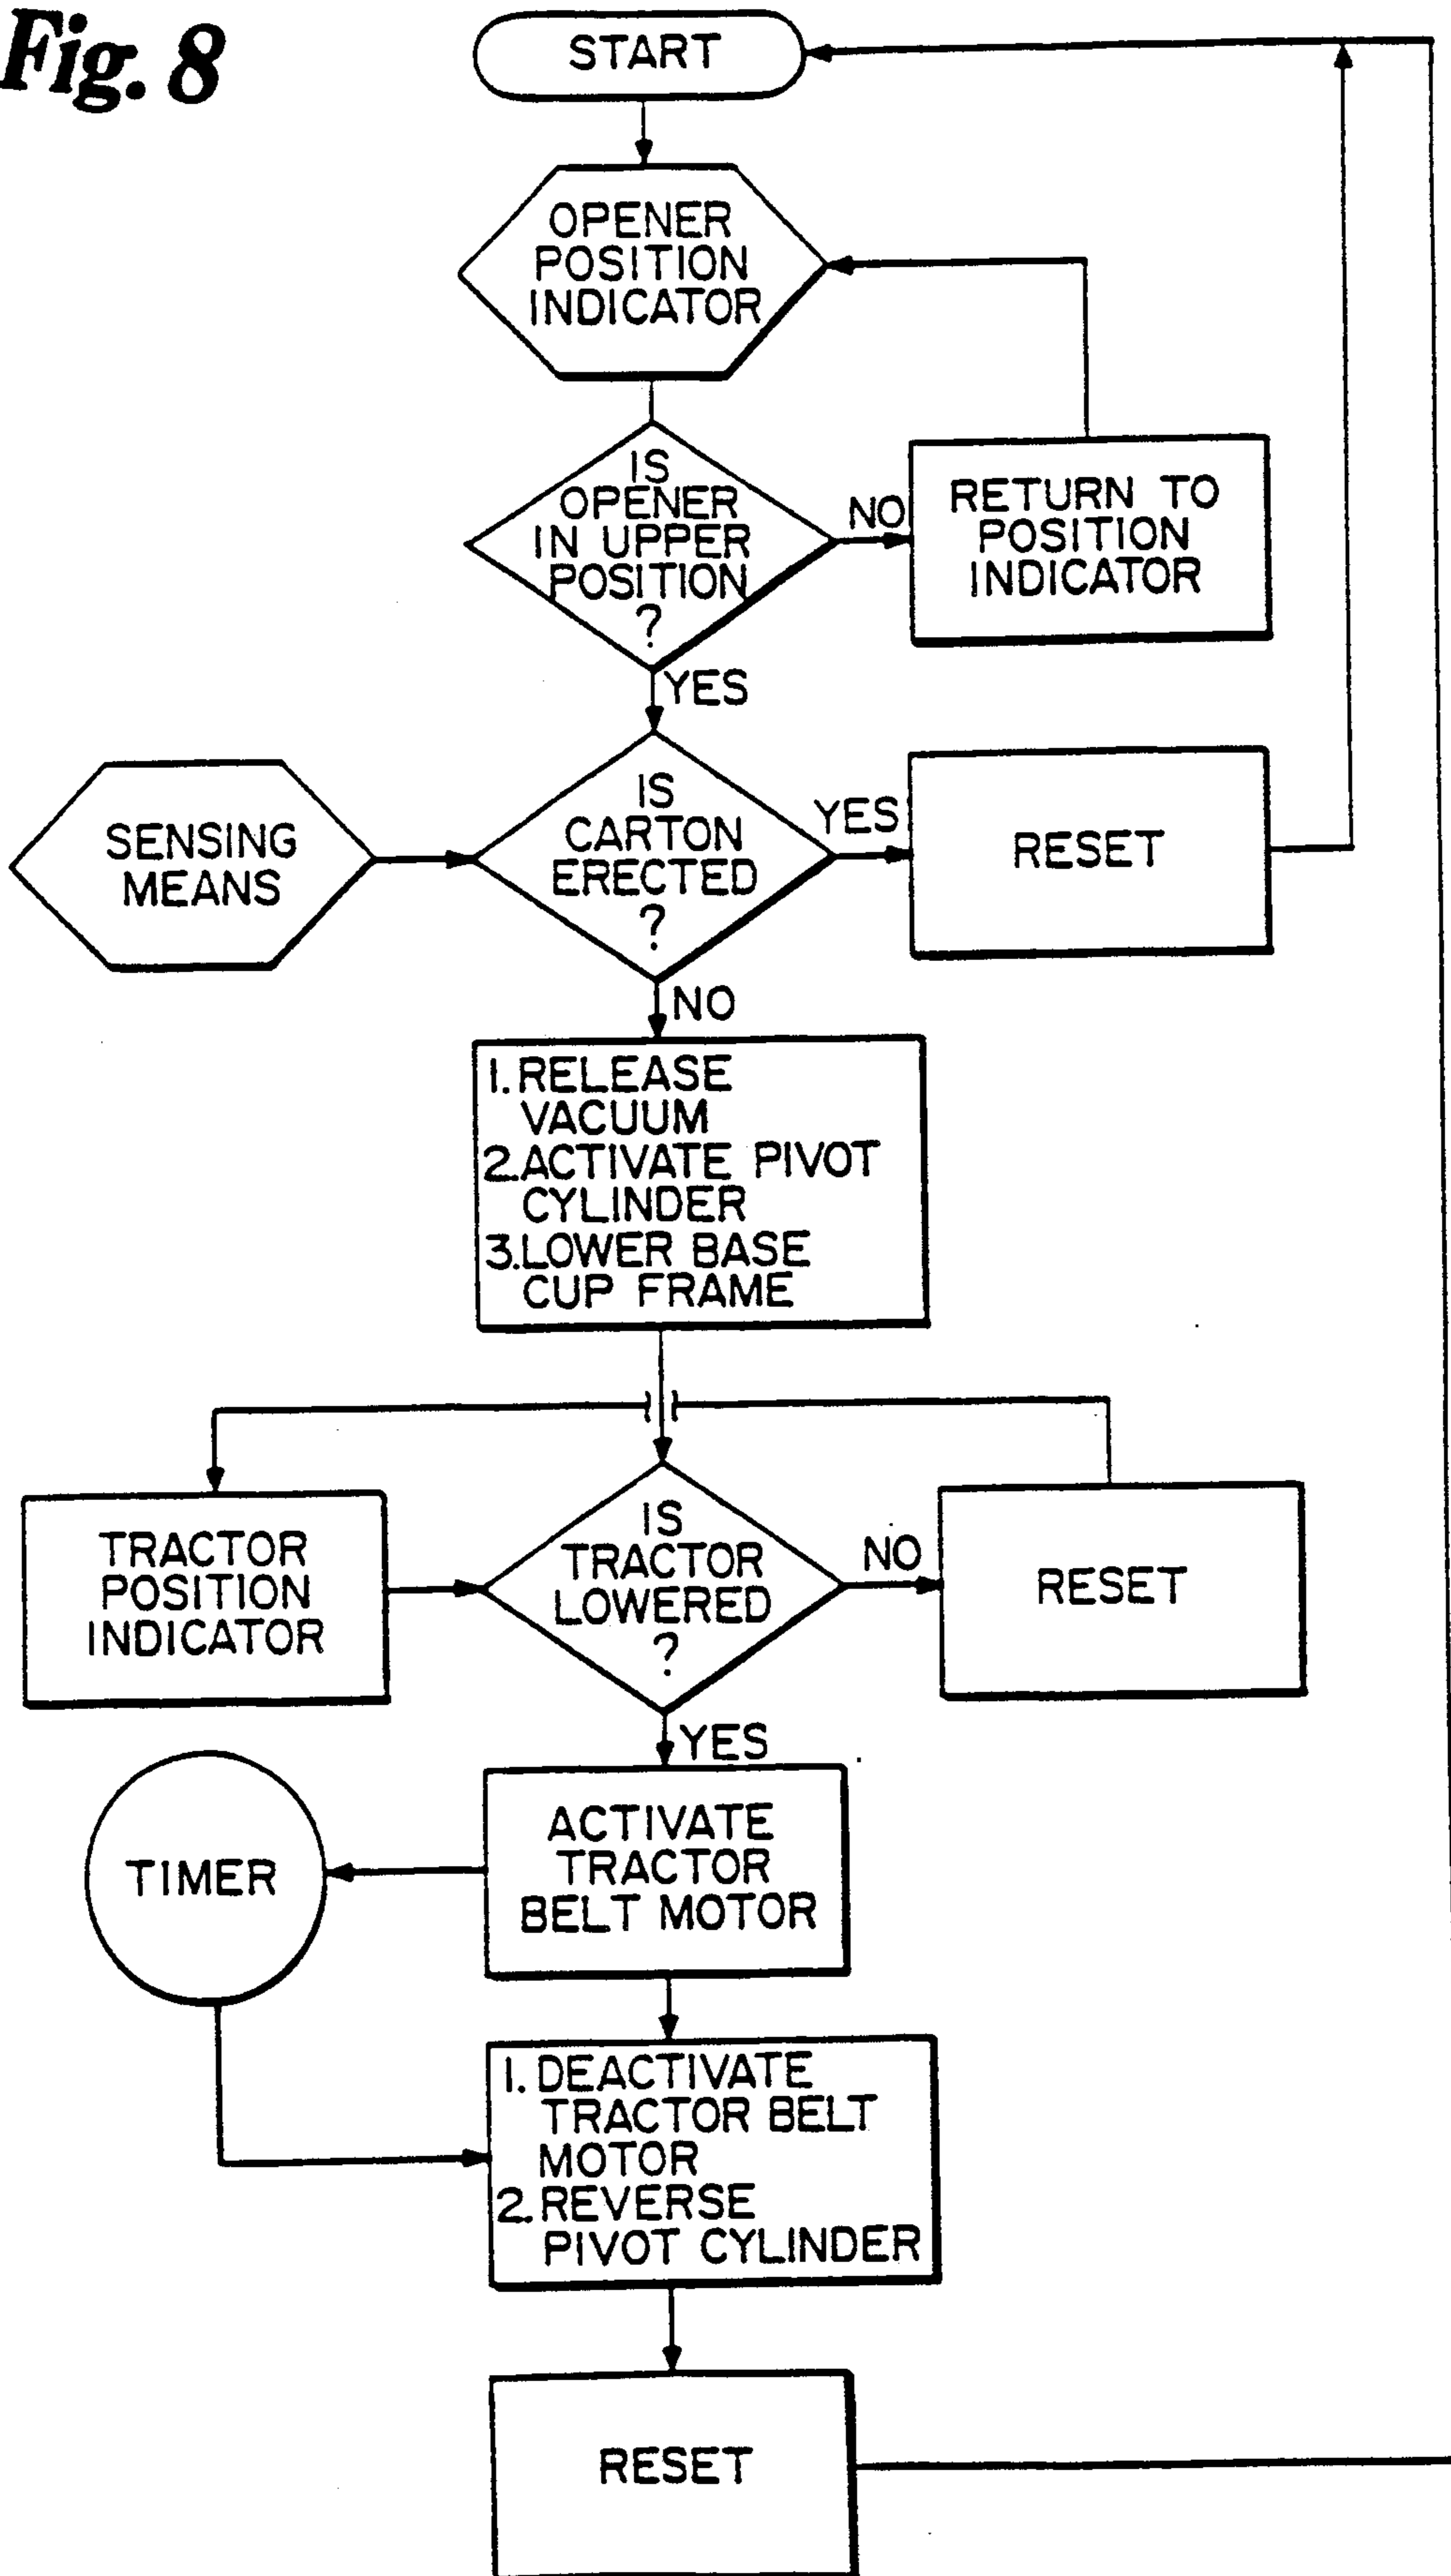 Fig. 8
START
OPENER
POSITION
INDICATOR
IS
OPENER
IN UPPER
POSITION
?
NO
RETURN TO
POSITION
INDICATOR
YES
SENSING
MEANS
IS
CARTON
ERECTED
?
YES
RESET
NO
1. RELEASE
VACUUM
2. ACTIVATE PIVOT
CYLINDER
3. LOWER BASE
CUP FRAME
TRACTOR
POSITION
INDICATOR
IS
TRACTOR
LOWERED
?
NO
RESET
YES
TIMER
ACTIVATE
TRACTOR
BELT MOTOR
1. DEACTIVATE
TRACTOR BELT
MOTOR
2. REVERSE
PIVOT CYLINDER
RESET